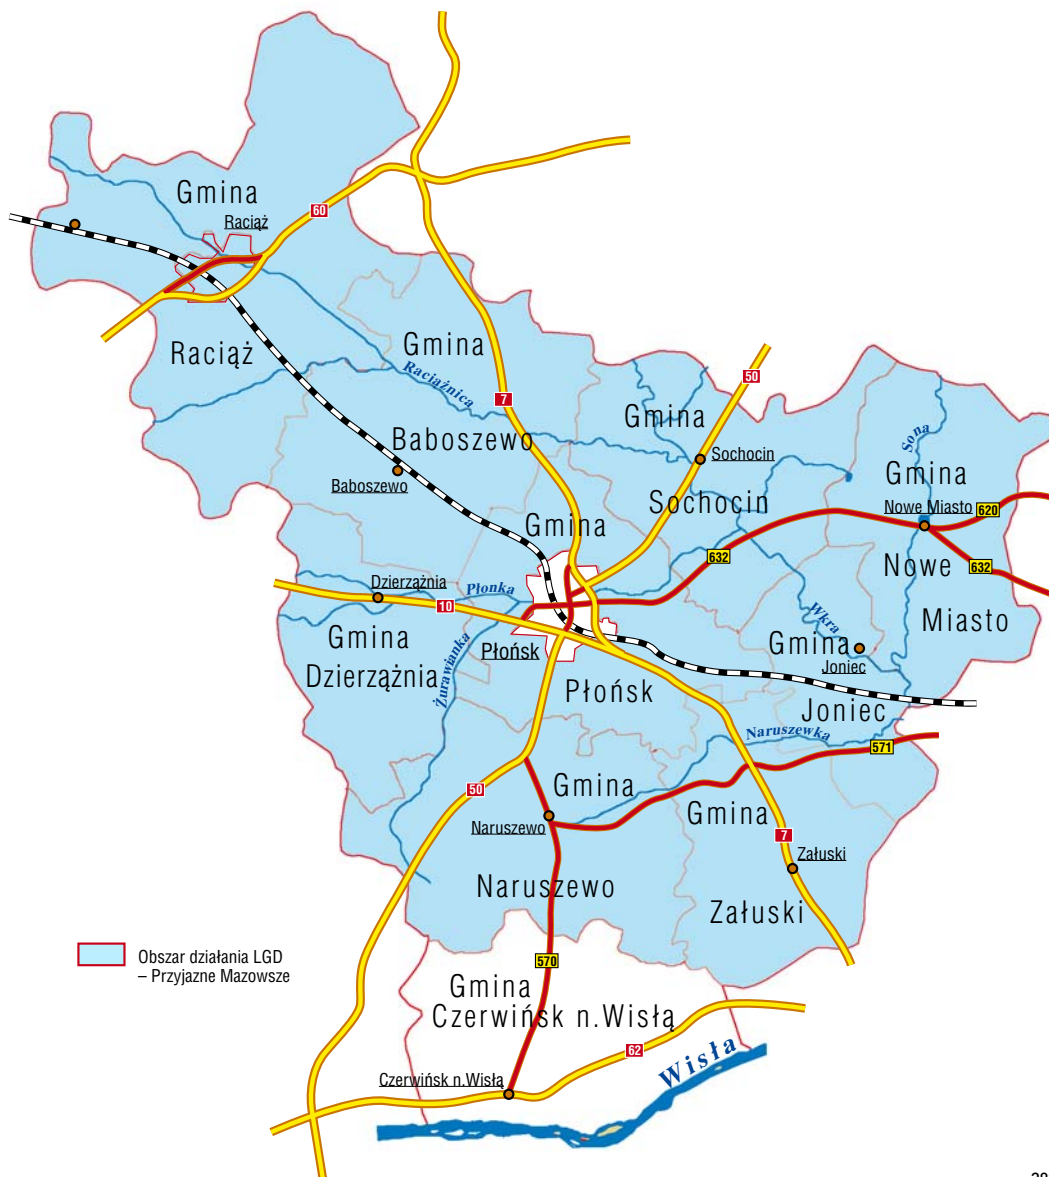 Gmina
Raciąż
60
Raciąż
Gmina
Raciążnica
7
50
Gmina
Baboszewo
Baboszewo
Sochocin
Sochocin
Sona
Gmina
Nowe Miasto
620
Gmina
632
Nowe
632
Miasto
Dzierzążnia
10
Płonka
Gmina
Dzierzążnia
Żurawianka
Płońsk
Płońsk
Wkra
Gmina
Joniec
Joniec
Naruszewka
571
50
Gmina
Naruszewo
Gmina
7
Załuski
Naruszewo
Załuski
Obszar działania LGD
– Przyjazne Mazowsze
570
Gmina
Czerwińsk n.Wisłą
62
Wisła
Czerwińsk n.Wisłą